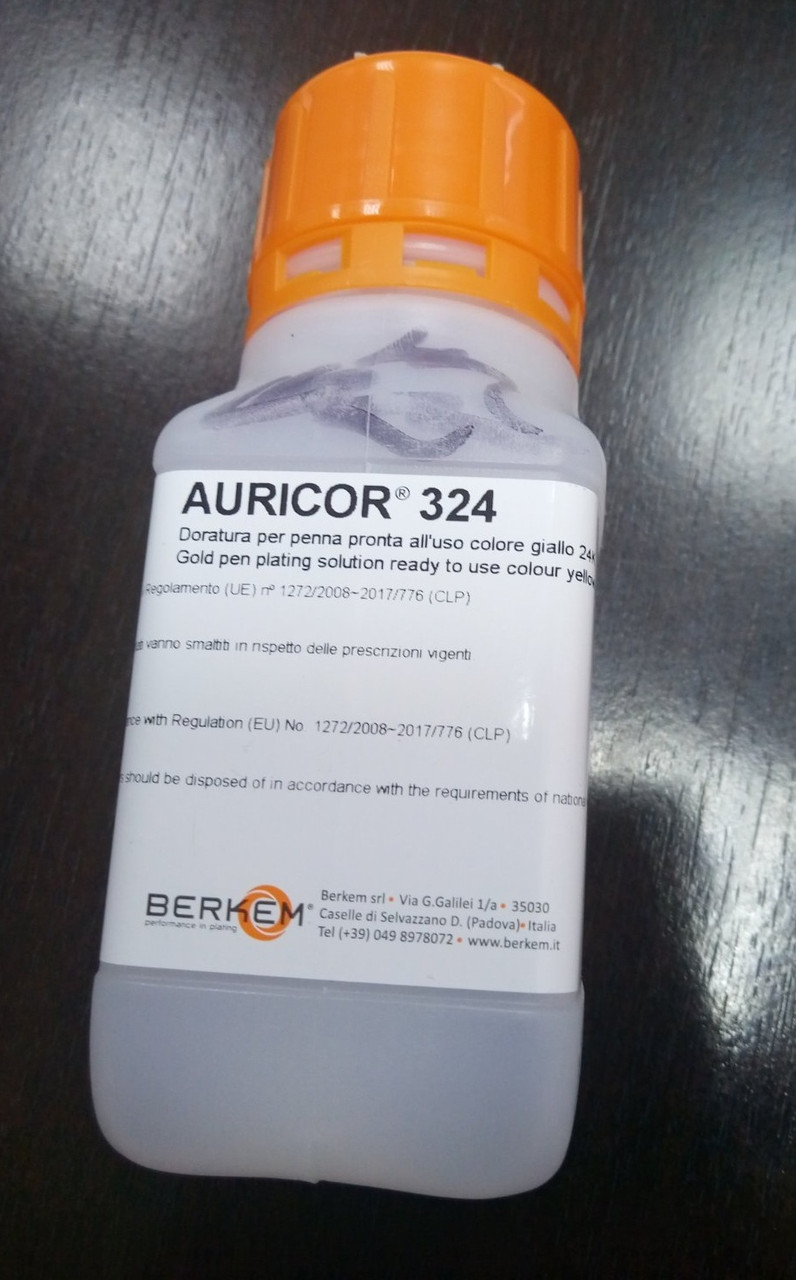 AURICOR® 324
Doratura per penna pronta all'uso colore giallo
Gold pen plating solution ready to use colour
Regolamento (UE) nº 1272/2008~2017/776 (CLP)
vanno smaltiti in rispetto delle prescrizioni vigenti
with Regulation (EU) No 1272/2008~2017/776 (CLP)
should be disposed of in accordance with the requirements of
BERKEM®
performance in plating
Berkem srl • Via G.Galilei 1/a • 35030
Caselle di Selvazzano D. (Padova)• Italia
Tel (+39) 049 8978072 • www.berkem.it